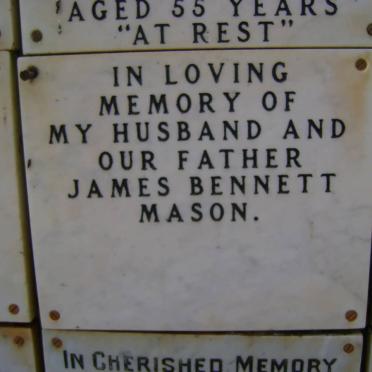 AGED 55 YEARS
"AT REST"
IN LOVING
MEMORY OF
MY HUSBAND AND
OUR FATHER
JAMES BENNETT
MASON.
IN CHERISHED MEMORY